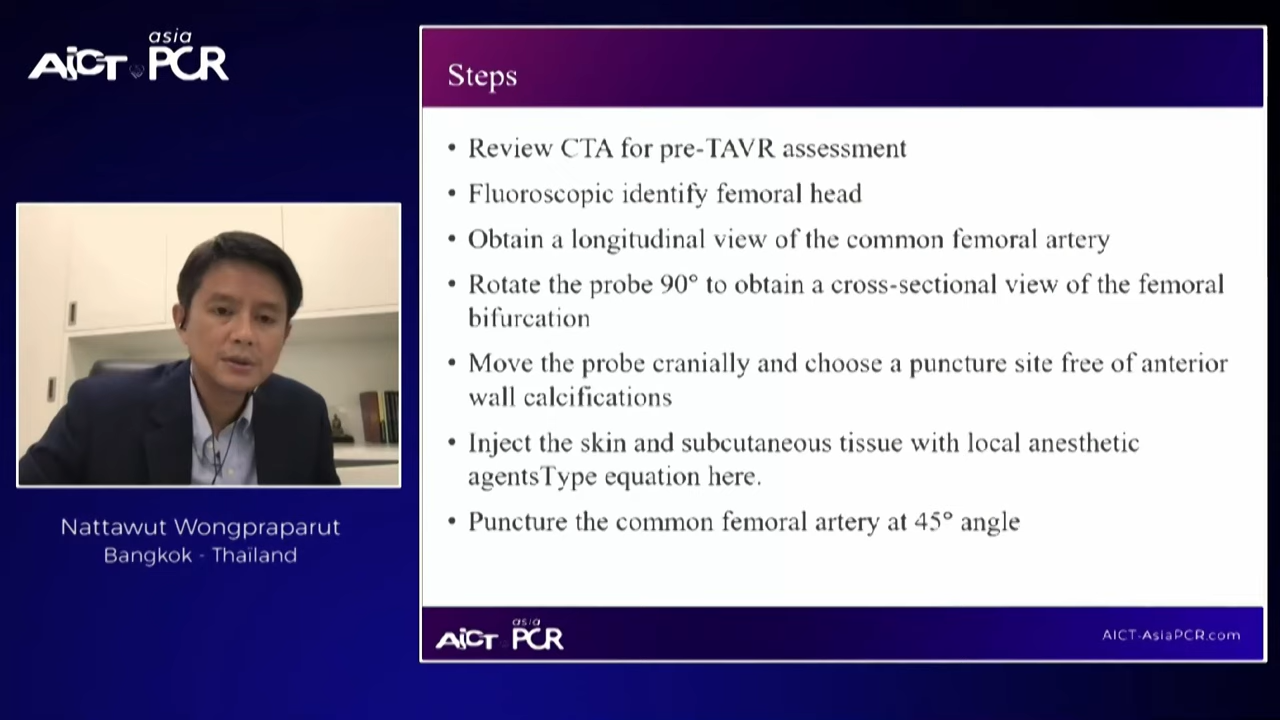 asia
AICT PCR
Steps
• Review CTA for pre-TAVR assessment
• Fluoroscopic identify femoral head
• Obtain a longitudinal view of the common femoral artery
• Rotate the probe 90° to obtain a cross-sectional view of the femoral
bifurcation
• Move the probe cranially and choose a puncture site free of anterior
wall calcifications
• Inject the skin and subcutaneous tissue with local anesthetic
agentsType equation here.
• Puncture the common femoral artery at 45° angle
Nattawut Wongpraparut
Bangkok - Thaïland
asia
AICT PCR
AICT-AsiaPCR.com